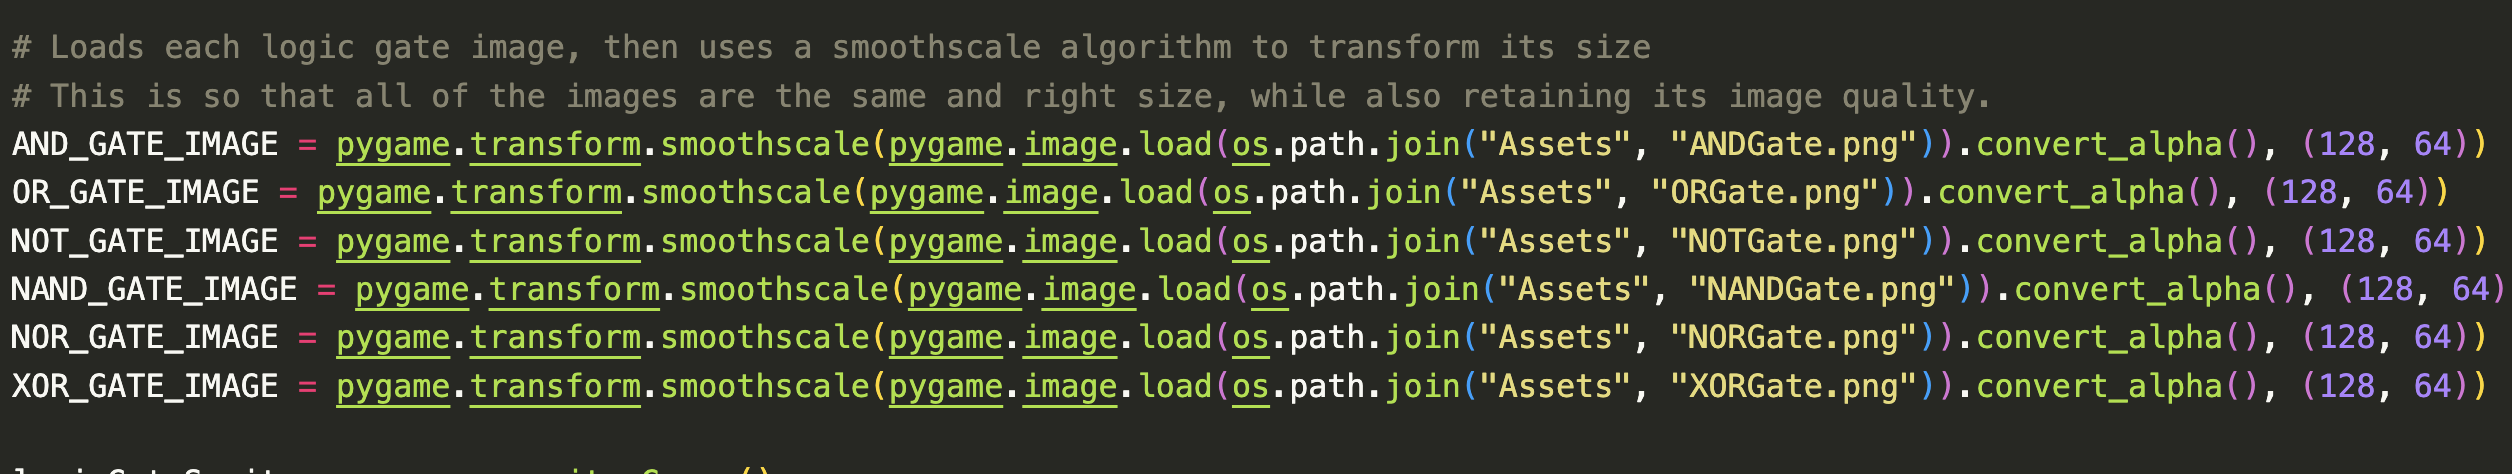 # Loads each logic gate image, then uses a smoothscale algorithm to transform its size
# This is so that all of the images are the same and right size, while also retaining its image quality.
AND_GATE_IMAGE = pygame.transform.smoothscale(pygame.image.load(os.path.join("Assets", "ANDGate.png")).convert_alpha(), (128, 64))
OR_GATE_IMAGE = pygame.transform.smoothscale(pygame.image.load(os.path.join("Assets", "ORGate.png")).convert_alpha(), (128, 64))
NOT_GATE_IMAGE = pygame.transform.smoothscale(pygame.image.load(os.path.join("Assets", "NOTGate.png")).convert_alpha(), (128, 64))
NAND_GATE_IMAGE = pygame.transform.smoothscale(pygame.image.load(os.path.join("Assets", "NANDGate.png")).convert_alpha(), (128, 64)
NOR_GATE_IMAGE = pygame.transform.smoothscale(pygame.image.load(os.path.join("Assets", "NORGate.png")).convert_alpha(), (128, 64))
XOR_GATE_IMAGE = pygame.transform.smoothscale(pygame.image.load(os.path.join("Assets", "XORGate.png")).convert_alpha(), (128, 64))